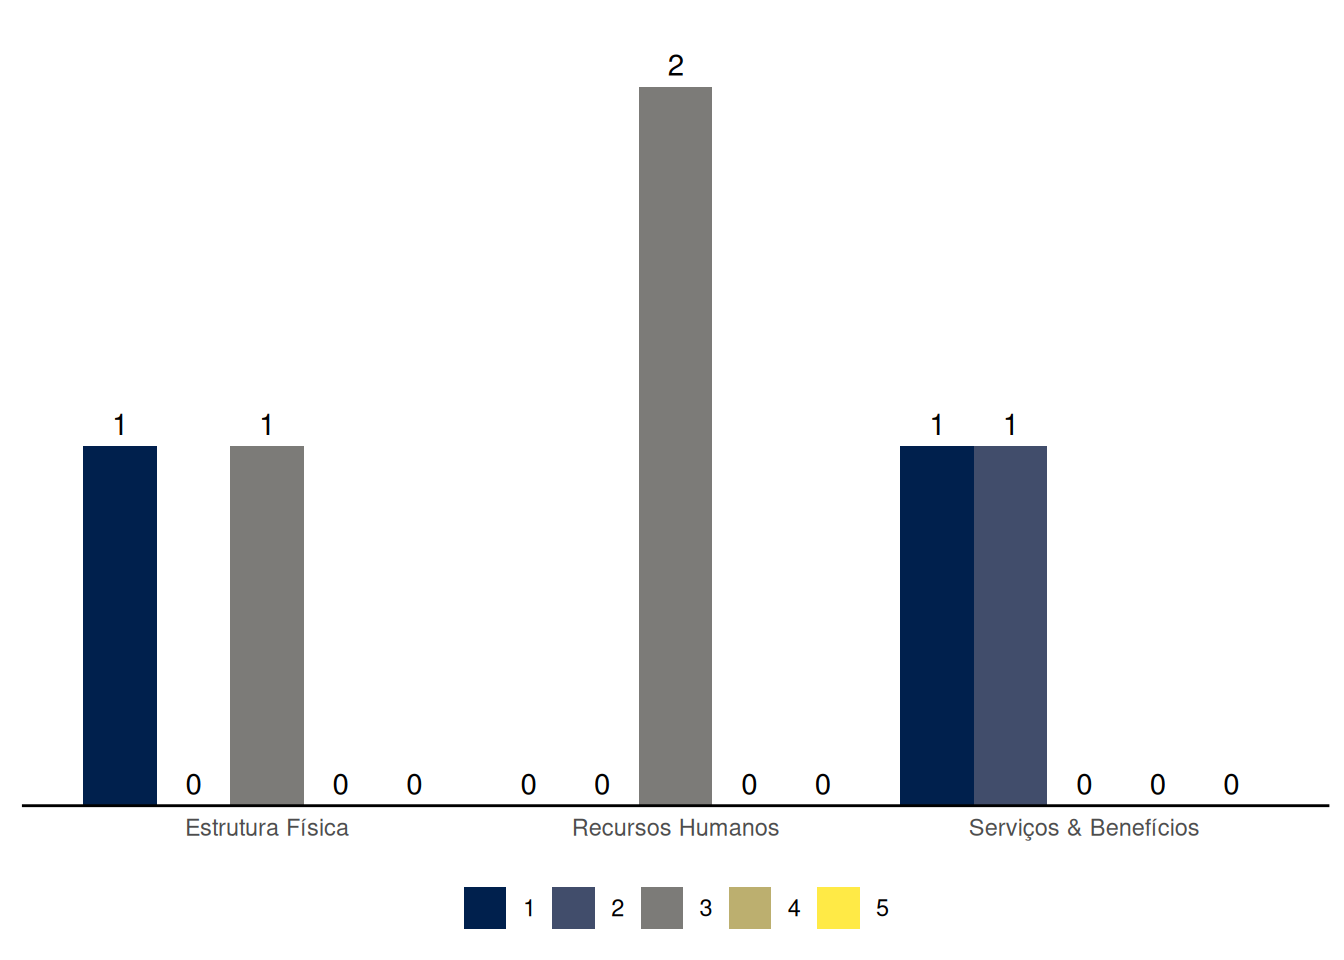 2
1 1 1 1
0 0 0 0 0 0 0 0 0 0
Estrutura Física Recursos Humanos Serviços & Benefícios
1 2 3 4 5